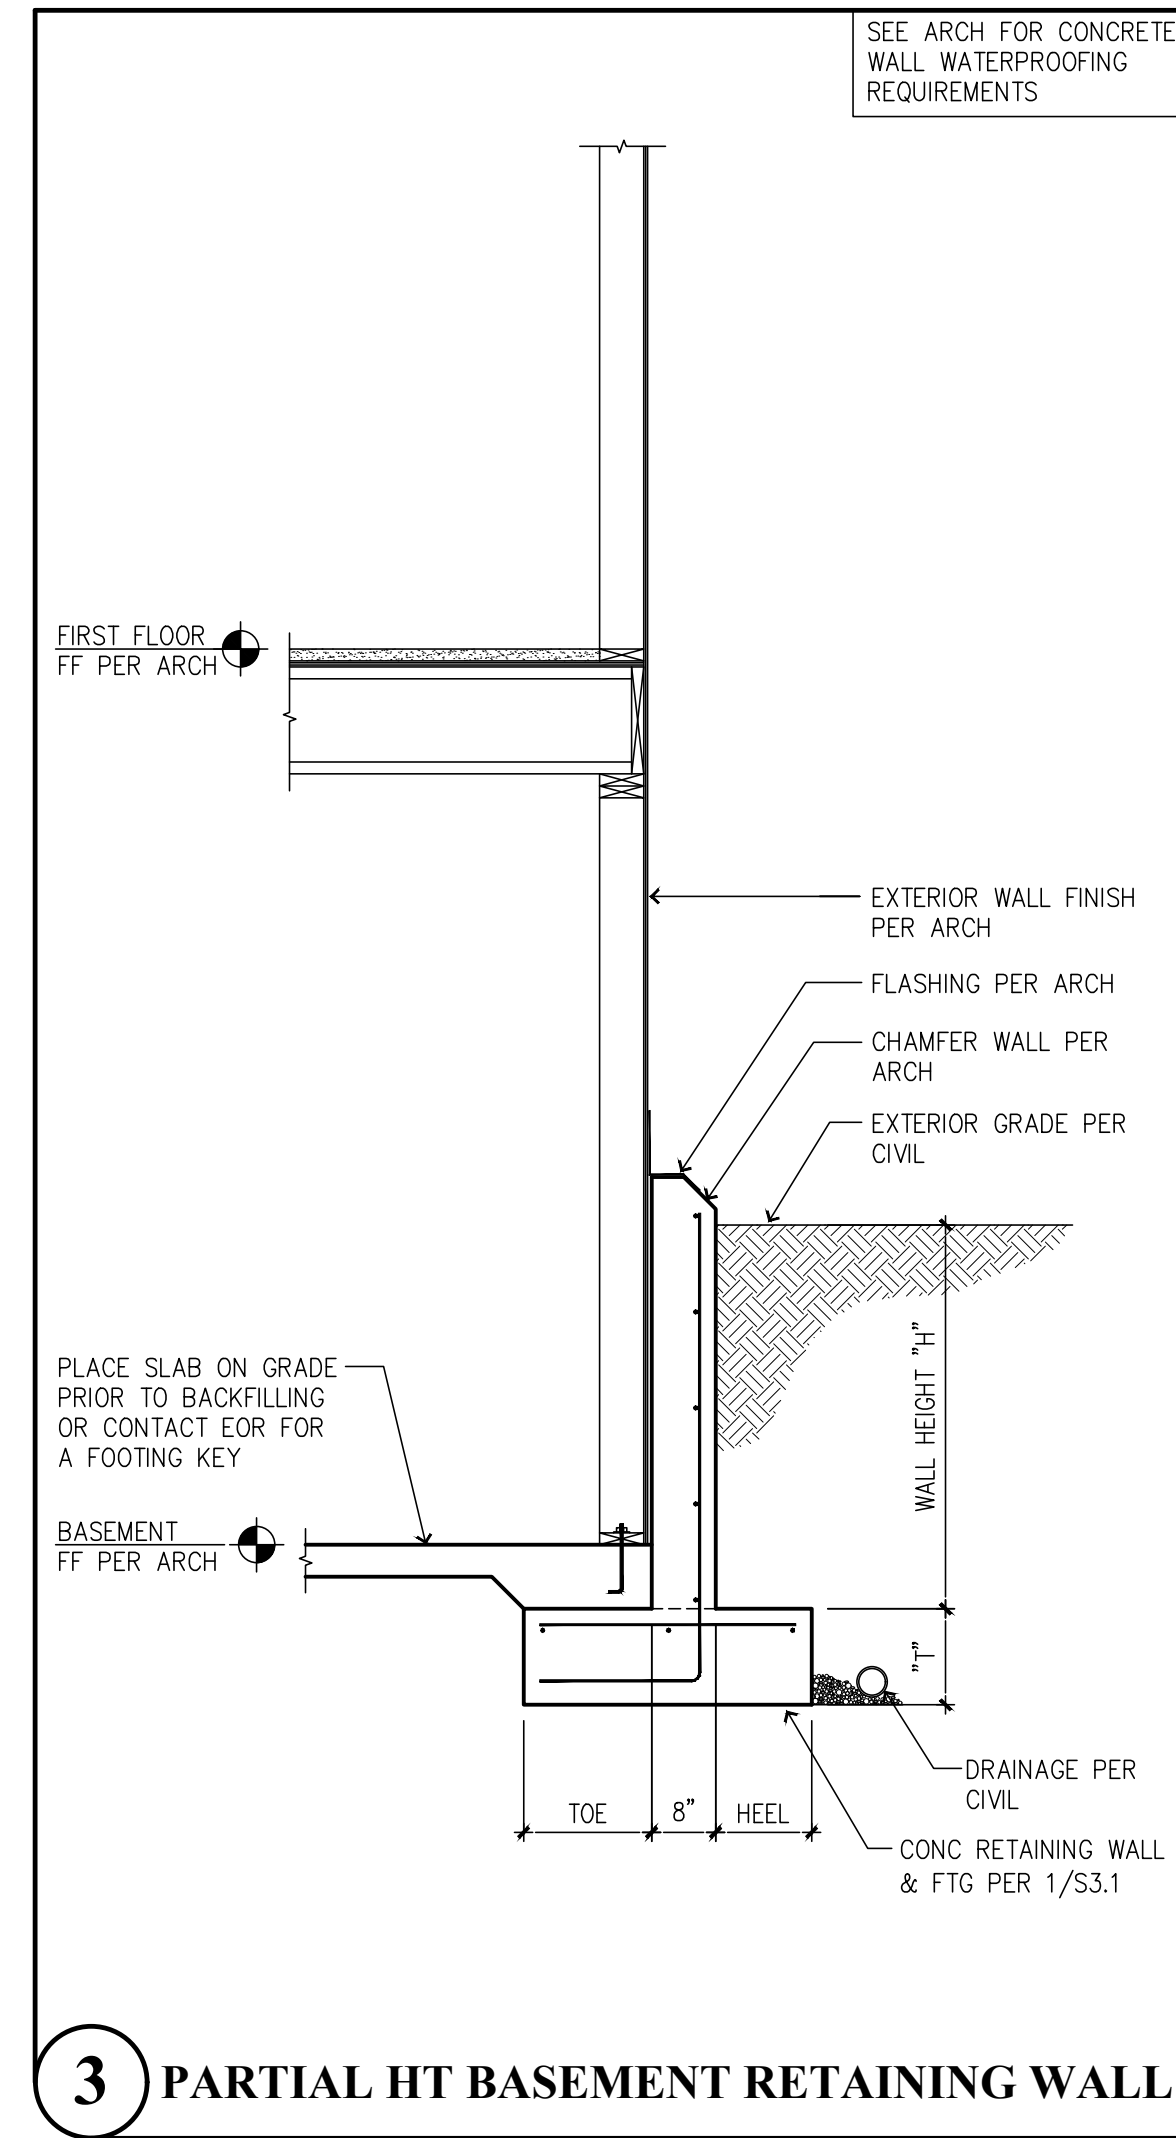 SEE ARCH FOR CONCRETE
WALL WATERPROOFING
REQUIREMENTS
FIRST FLOOR
FF PER ARCH
EXTERIOR WALL FINISH
PER ARCH
FLASHING PER ARCH
CHAMFER WALL PER
ARCH
EXTERIOR GRADE PER
CIVIL
WALL HEIGHT "H"
PLACE SLAB ON GRADE
PRIOR TO BACKFILLING
OR CONTACT EOR FOR
A FOOTING KEY
BASEMENT
FF PER ARCH
"T"
DRAINAGE PER
CIVIL
TOE 8" HEEL
CONC RETAINING WALL
& FTG PER 1/S3.1
3 PARTIAL HT BASEMENT RETAINING WALL